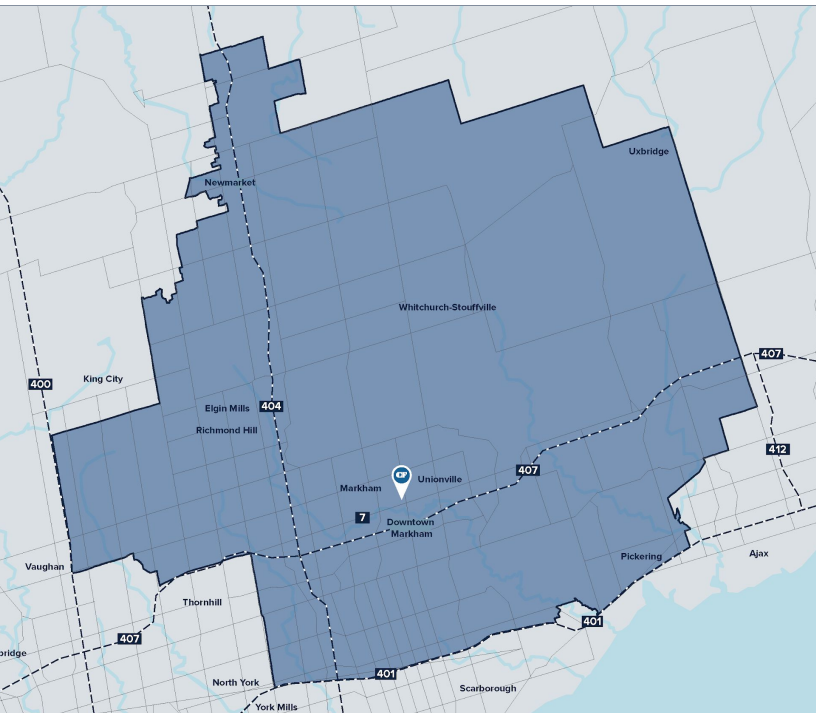 Uxbridge
Newmarket
Whitchurch-Stouffville
407
King City
400
Elgin Mills
404
Richmond Hill
412
407
Unionville
Markham
7
Downtown
Markham
Ajax
Pickering
Vaughan
Thornhill
401
407
bridge
401
North York
Scarborough
York Mills